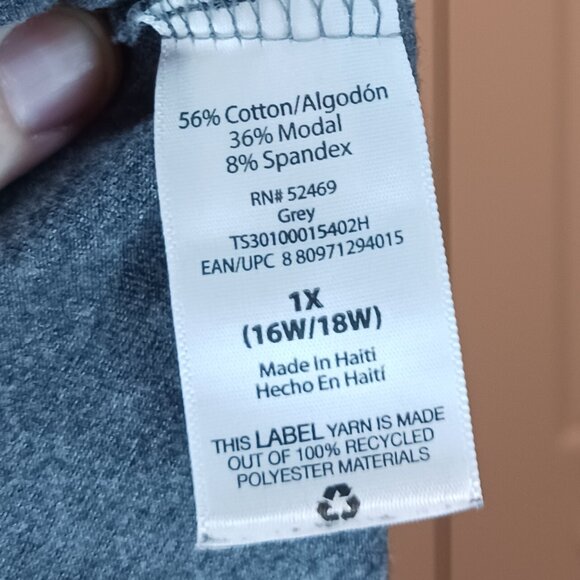 56% Cotton/Algodón
36% Modal
8% Spandex
RN# 52469
Grey
TS30100015402H
EAN/UPC 8 80971294015
1X
(16W/18W)
Made In Haiti
Hecho En Haití
THIS LABEL YARN IS MADE
OUT OF 100% RECYCLED
POLYESTER MATERIALS